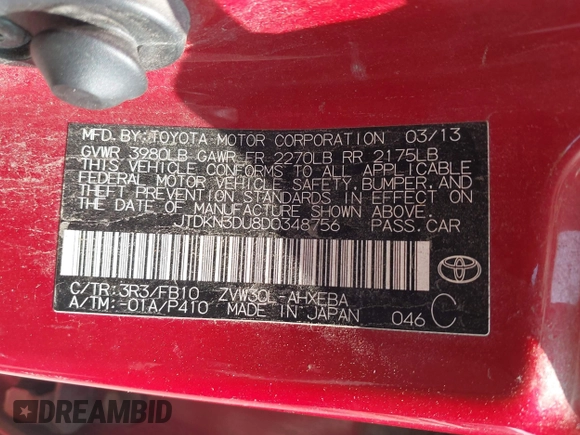 MFD. BY: TOYOTA MOTOR CORPORATION 03/13
GVWR 3980LB GAWR FR 2270LB RR 2175LB
THIS VEHICLE CONFORMS TO ALL APPLICABLE
FEDERAL MOTOR VEHICLE SAFETY, BUMPER, AND
THEFT PREVENTION STANDARDS IN EFFECT ON
THE DATE OF MANUFACTURE SHOWN ABOVE.
JTDKN3DU8D0348756 PASS. CAR
C/TR: 3R3/FB10 ZVW30L-AHXEBA
A/TM: -01A/P410 MADE IN JAPAN 046 C
TOYOTA
DREAMBID